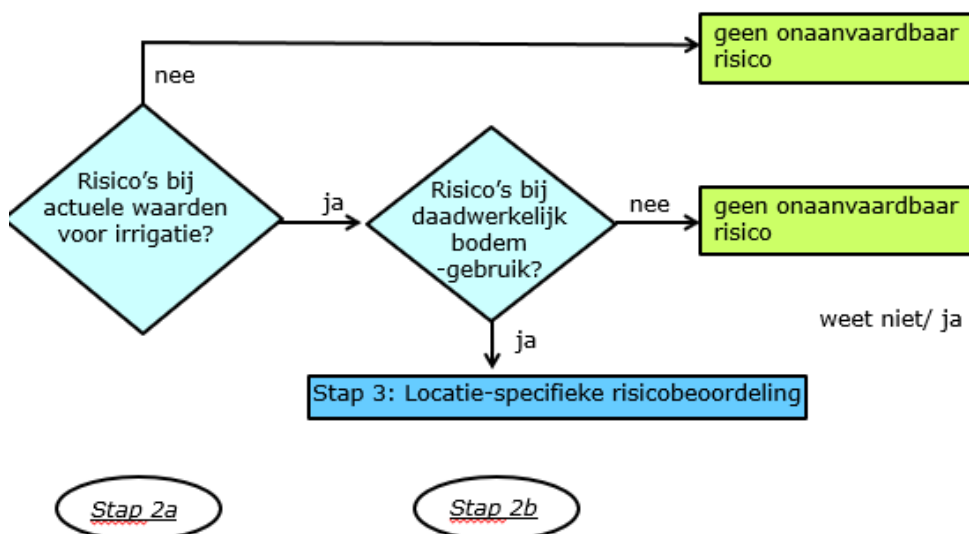 geen onaanvaardbaar
risico
nee
Risico's bij
actuele waarden
voor irrigatie?
ja
Risico's bij
daadwerkelijk
bodem
-gebruik?
nee
geen onaanvaardbaar
risico
weet niet/ ja
ja
Stap 3: Locatie-specifieke risicobeoordeling
Stap 2a
Stap 2b